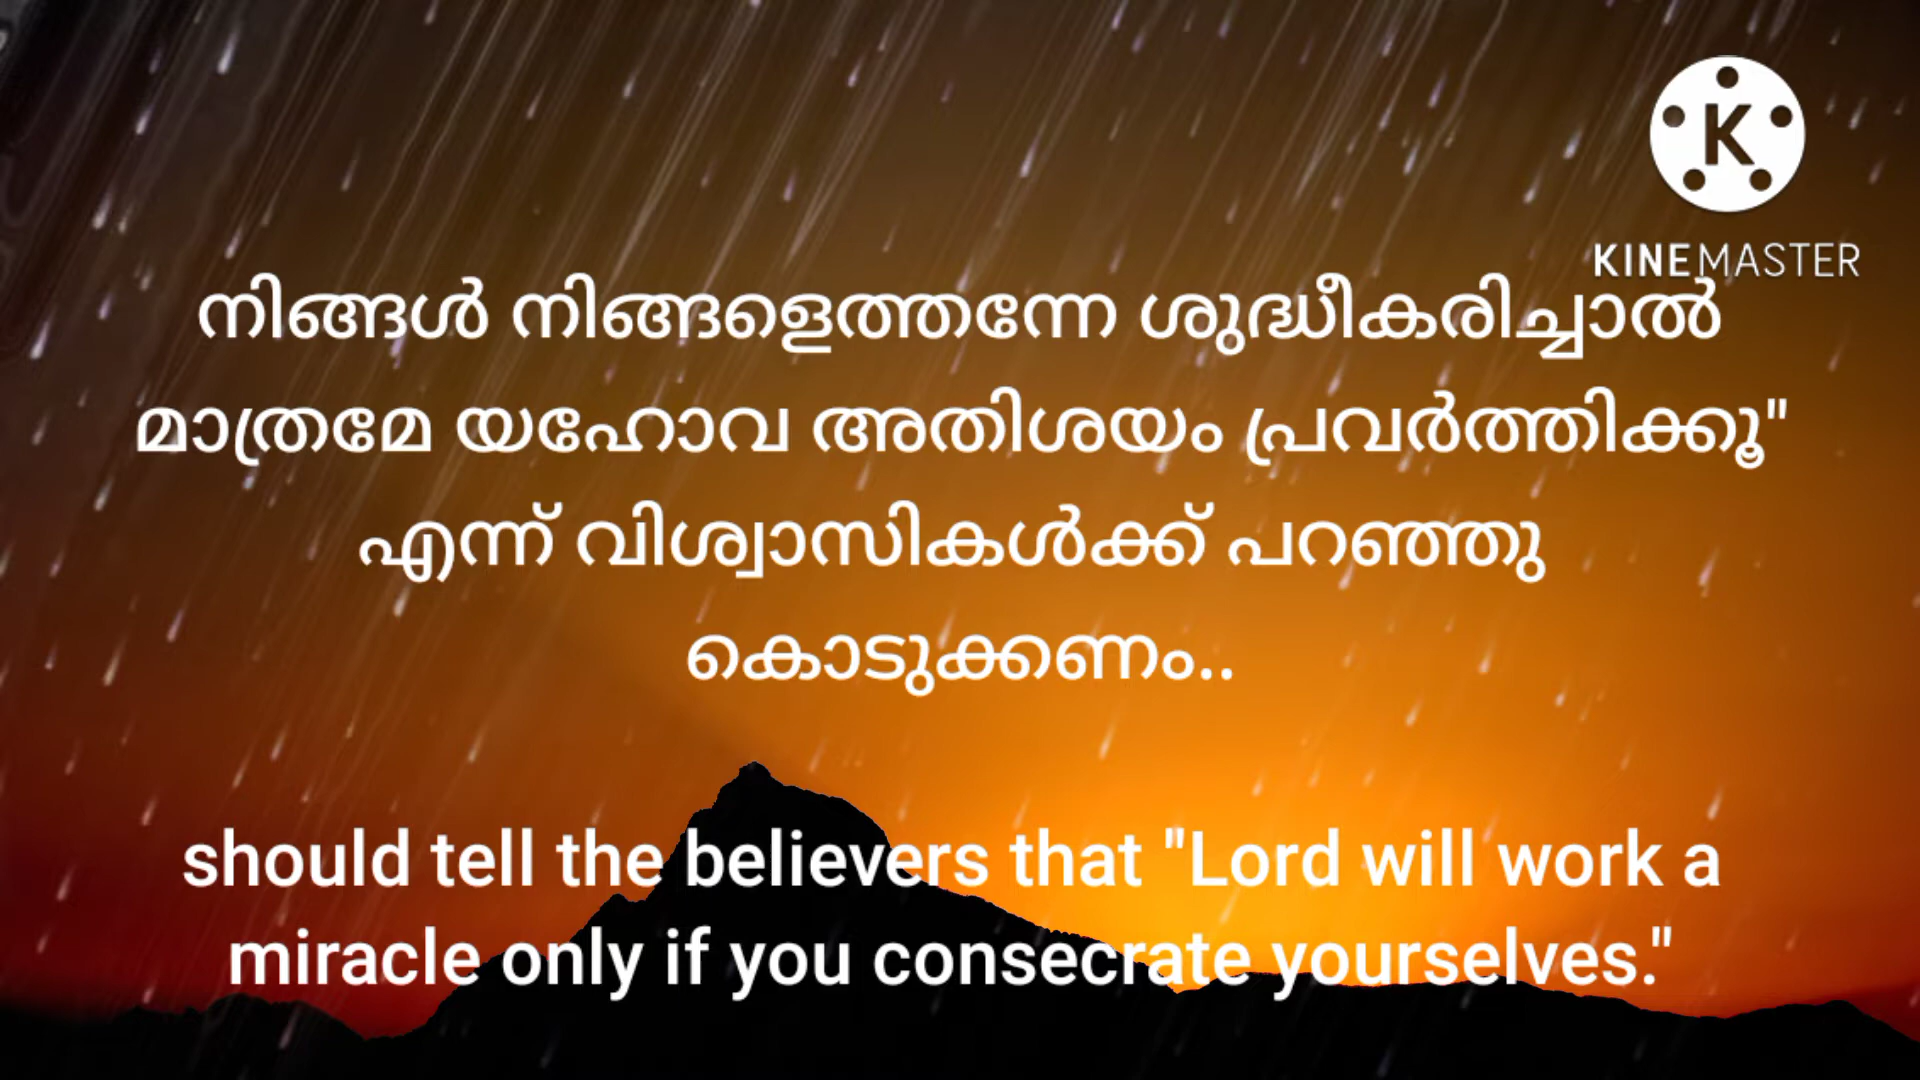 K
KINEMASTER
നിങ്ങൾ നിങ്ങളെത്തന്നേ ശുദ്ധീകരിച്ചാൽ
മാത്രമേ യഹോവ അതിശയം പ്രവർത്തിക്കൂ"
എന്ന് വിശ്വാസികൾക്ക് പറഞ്ഞു
കൊടുക്കണം..
should tell the believers that "Lord will work a
miracle only if you consecrate yourselves."